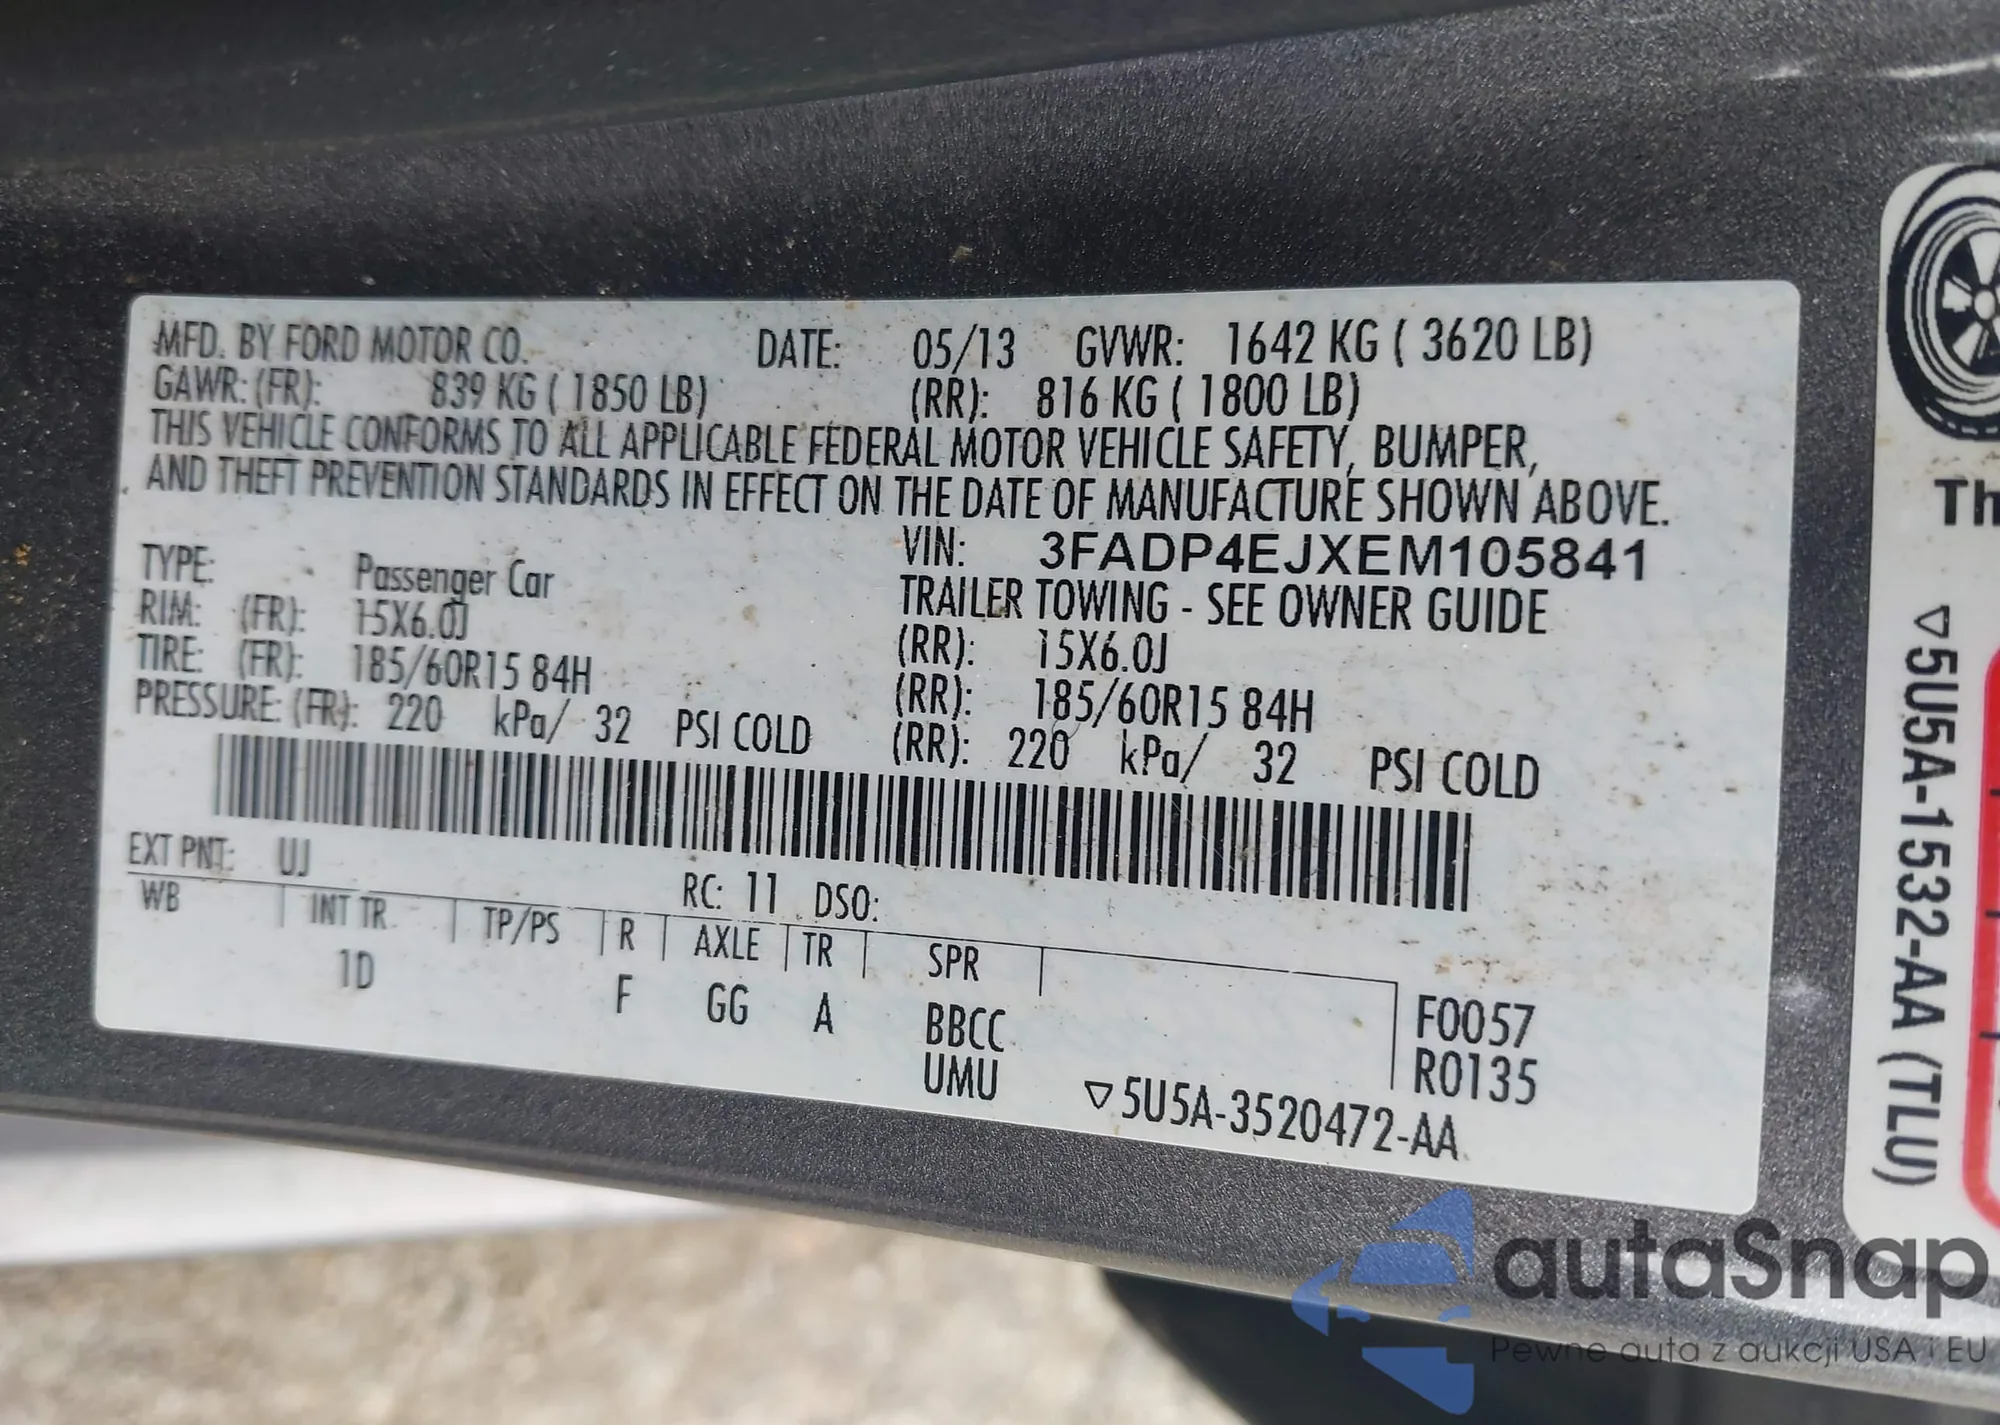 MFD. BY FORD MOTOR CO. DATE: 05/13 GVWR: 1642 KG ( 3620 LB)
GAWR: (FR): 839 KG ( 1850 LB) (RR): 816 KG ( 1800 LB)
THIS VEHICLE CONFORMS TO ALL APPLICABLE FEDERAL MOTOR VEHICLE SAFETY, BUMPER,
AND THEFT PREVENTION STANDARDS IN EFFECT ON THE DATE OF MANUFACTURE SHOWN ABOVE.
VIN: 3FADP4EJXEM105841
TYPE: Passenger Car TRAILER TOWING - SEE OWNER GUIDE
RIM: (FR): 15X6.0J (RR): 15X6.0J
TIRE: (FR): 185/60R15 84H (RR): 185/60R15 84H
PRESSURE: (FR): 220 kPa/ 32 PSI COLD (RR): 220 kPa/ 32 PSI COLD
EXT PNT: UJ RC: 11 DSO:
WB INT TR TP/PS R AXLE TR SPR
1D F GG A BBCC F0057
UMU R0135
▽5U5A-3520472-AA
Th
▽5U5A-1532-AA (TLU)
autaSnap
Pewne auta z aukcji USA i EU